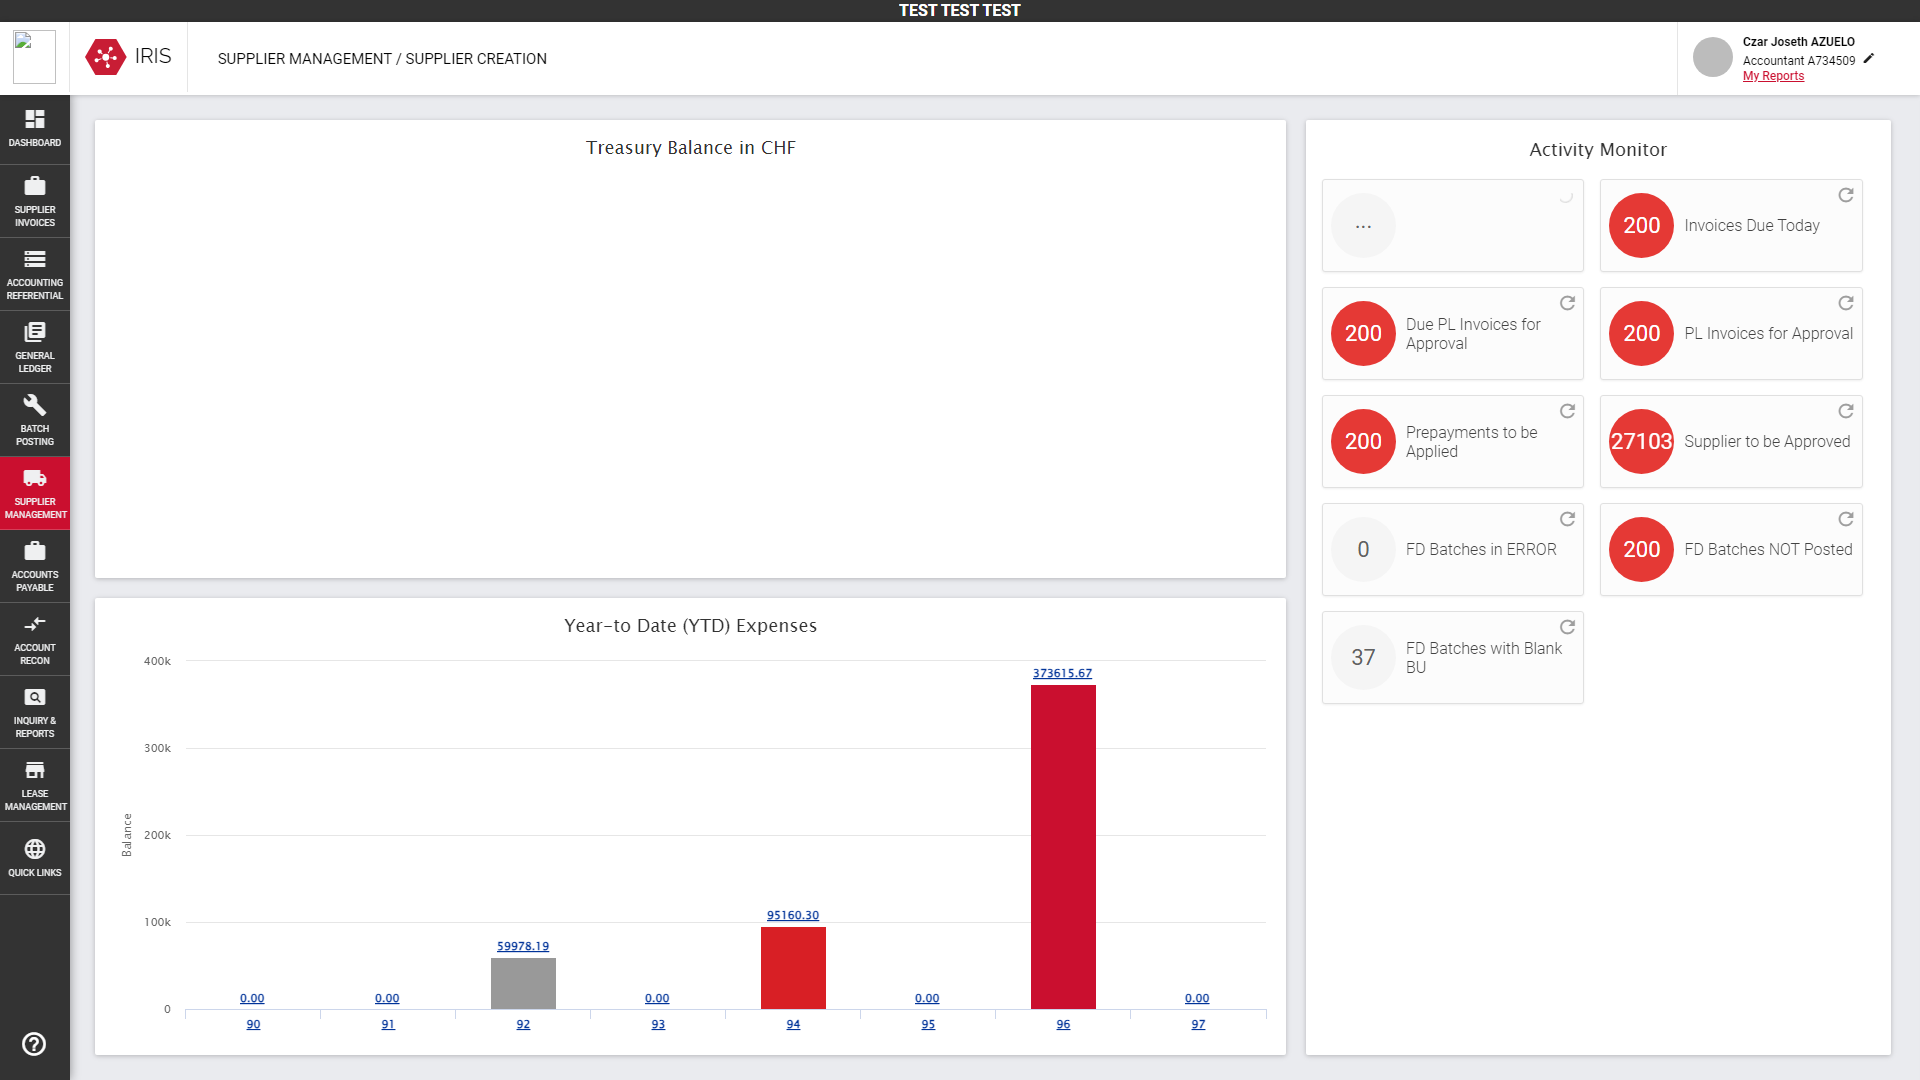 TEST TEST TEST
IRIS
SUPPLIER MANAGEMENT / SUPPLIER CREATION
Czar Joseth AZUELO
Accountant A734509
My Reports
DASHBOARD
SUPPLIER
INVOICES
ACCOUNTING
REFERENTIAL
GENERAL
LEDGER
BATCH
POSTING
SUPPLIER
MANAGEMENT
ACCOUNTS
PAYABLE
ACCOUNT
RECON
INQUIRY &
REPORTS
LEASE
MANAGEMENT
QUICK LINKS
Treasury Balance in CHF
Year-to Date (YTD) Expenses
Balance
400k
300k
200k
100k
0
0.00
0.00
59978.19
0.00
95160.30
0.00
373615.67
0.00
90
91
92
93
94
95
96
97
Activity Monitor
...
200
Invoices Due Today
200
Due PL Invoices for
Approval
200
PL Invoices for Approval
200
Prepayments to be
Applied
27103
Supplier to be Approved
0
FD Batches in ERROR
200
FD Batches NOT Posted
37
FD Batches with Blank
BU